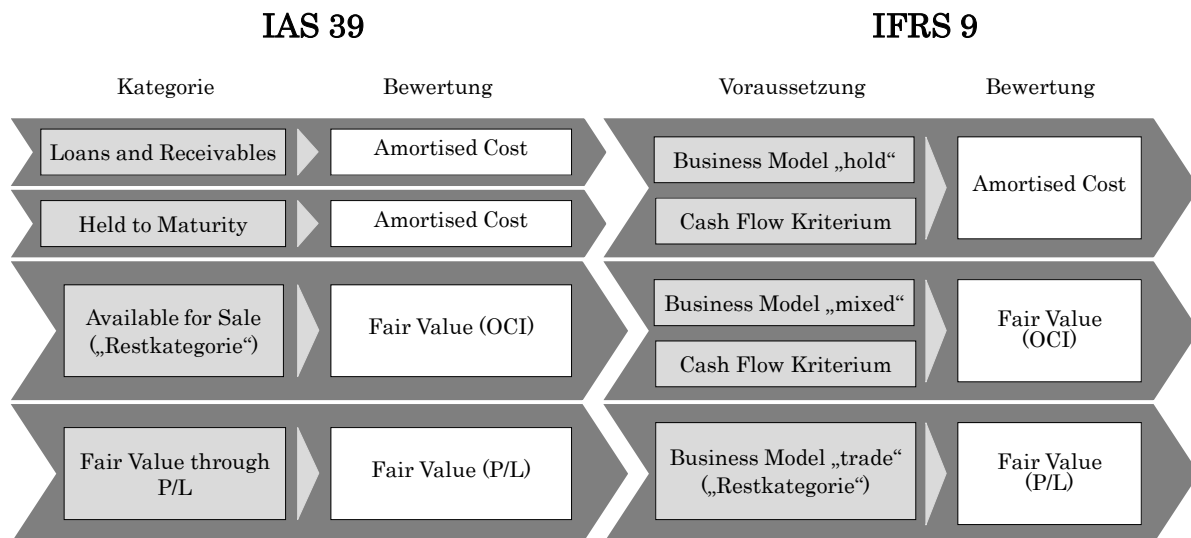 IAS 39
IFRS 9
Kategorie
Bewertung
Voraussetzung
Bewertung
Loans and Receivables
Amortised Cost
Held to Maturity
Amortised Cost
Business Model „hold“
Cash Flow Kriterium
Amortised Cost
Available for Sale
(„Restkategorie“)
Fair Value (OCI)
Business Model „mixed“
Cash Flow Kriterium
Fair Value
(OCI)
Fair Value through
P/L
Fair Value (P/L)
Business Model „trade“
(„Restkategorie“)
Fair Value
(P/L)